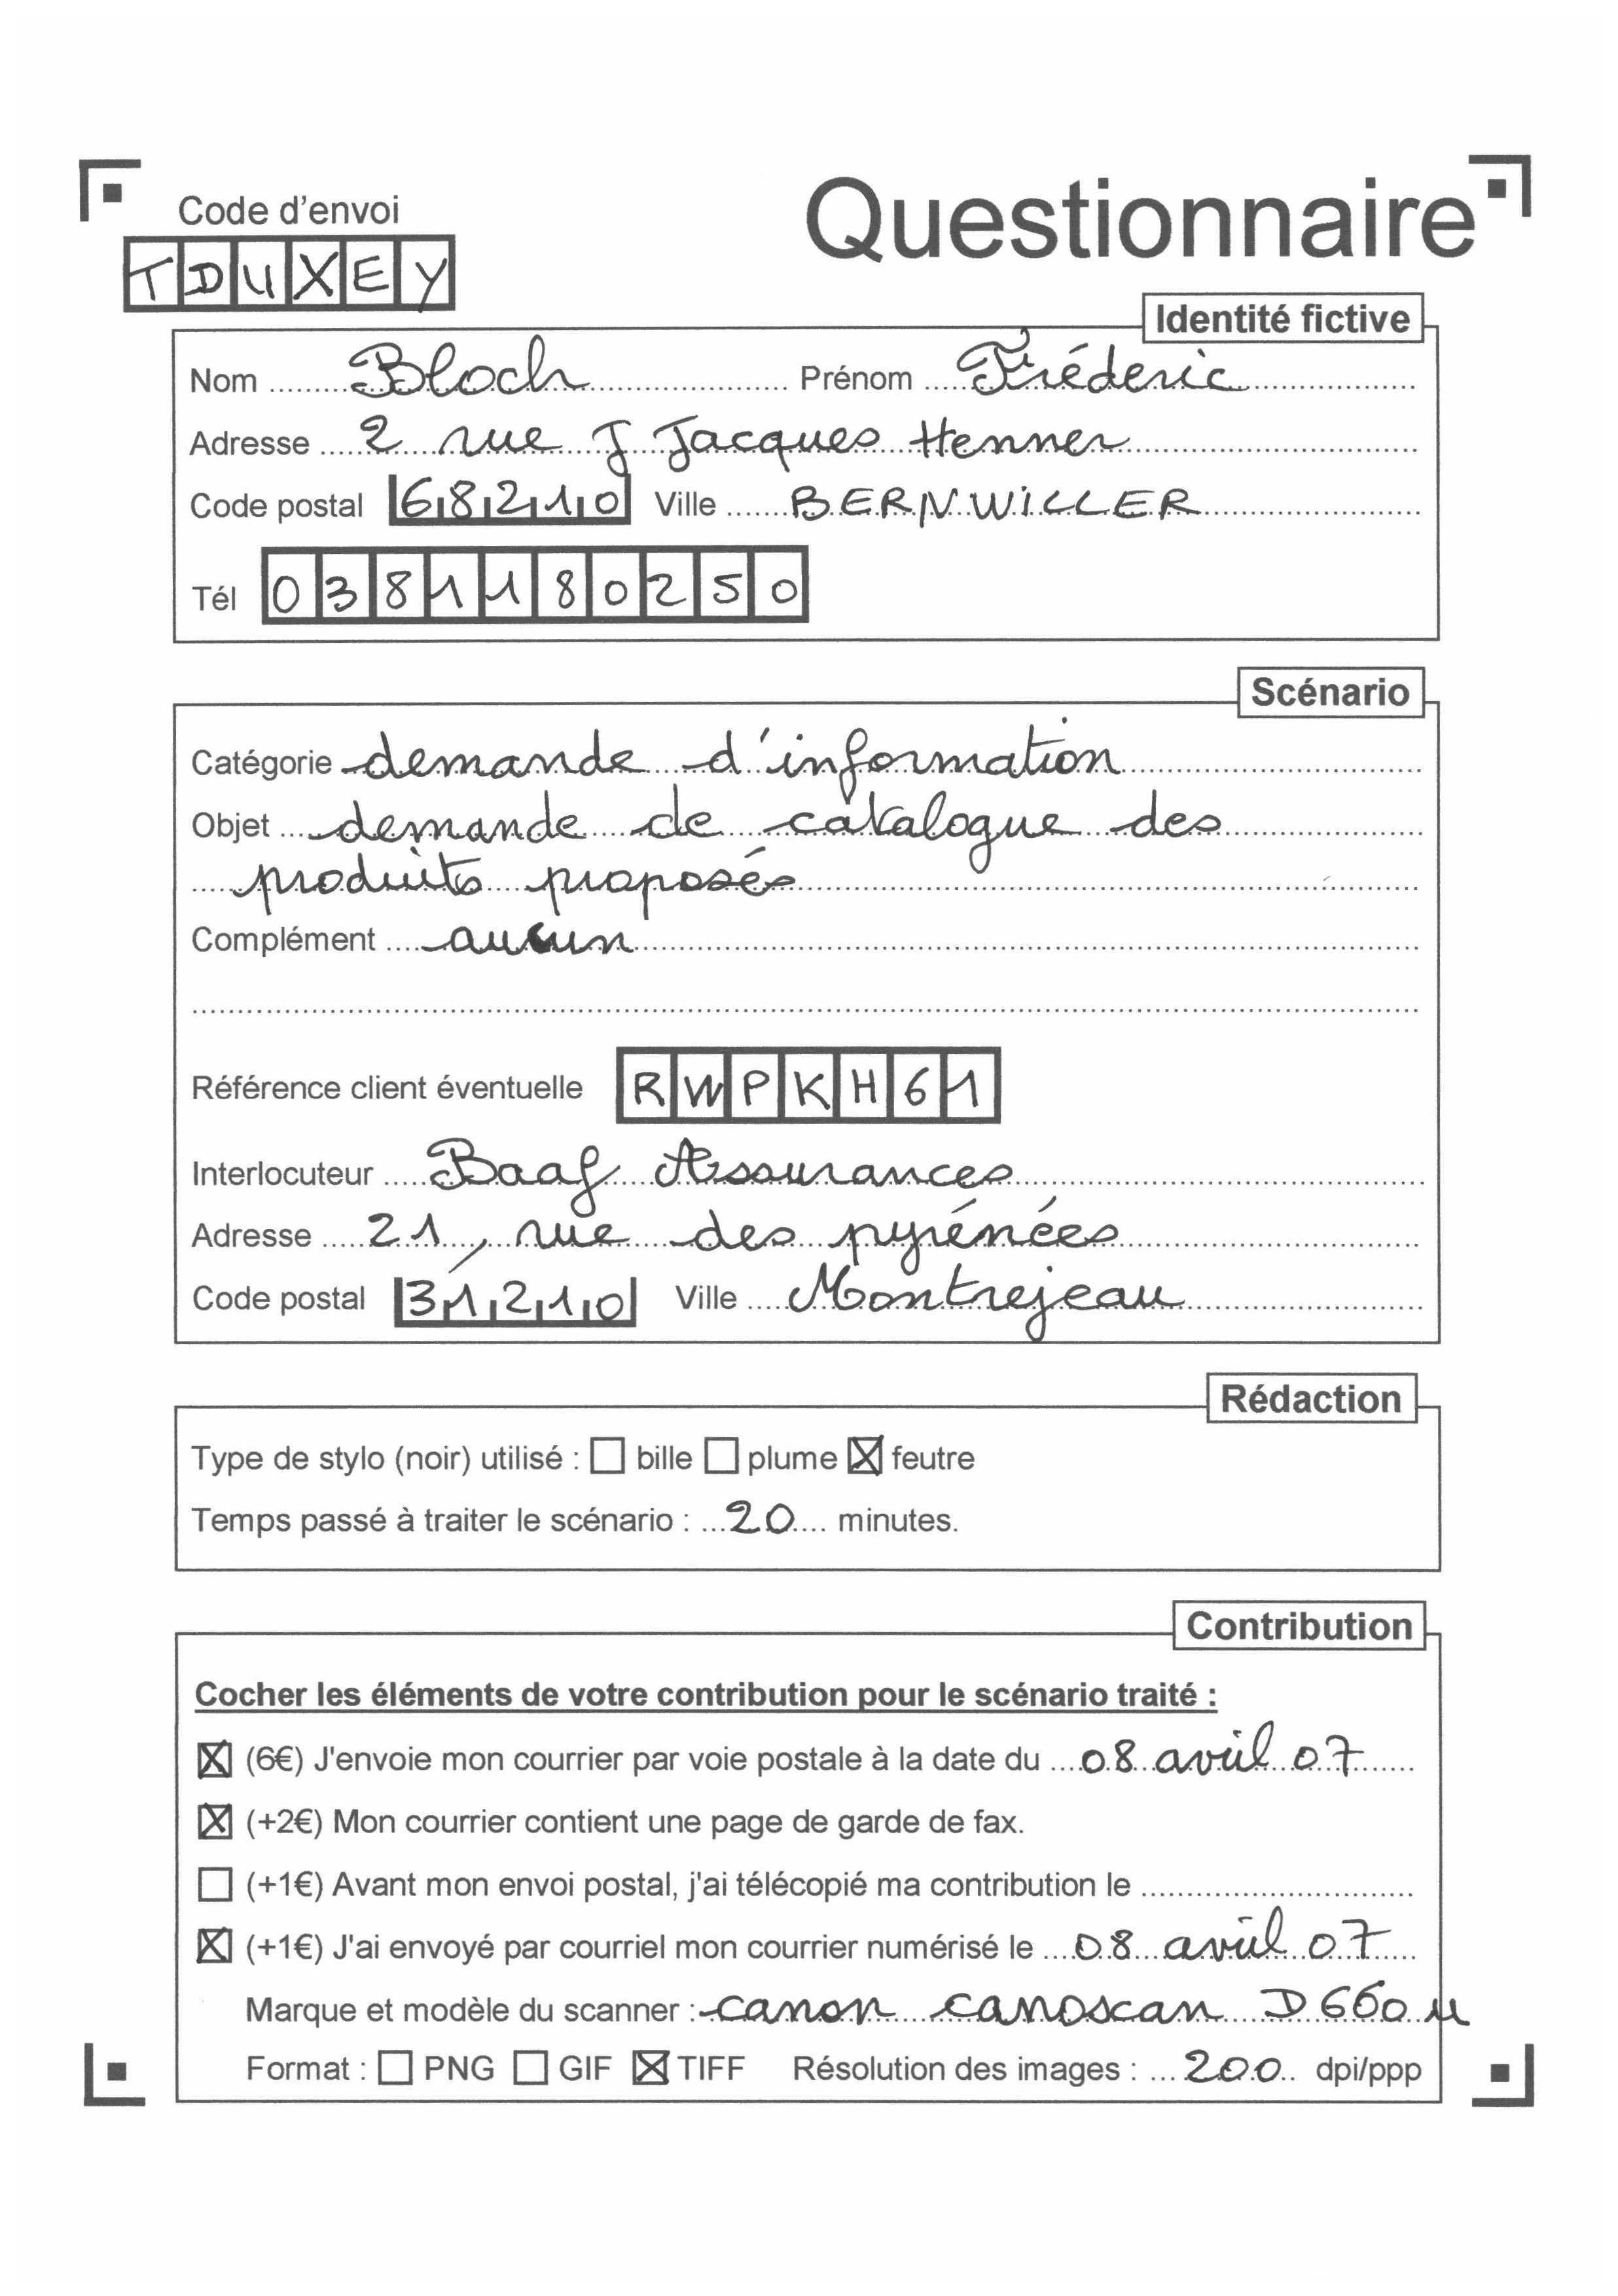 Code d'envoi
Questionnaire
TDUXEY
Identité fictive
Nom Bloch Prénom Fréderic
Adresse 2 rue J Jacques Henner
Code postal 68210 Ville BERNWiLLER
Tél 0381180250
Scénario
Catégorie demande d'information
Objet demande de catalogue des
produits proposés
Complément aucun
Référence client éventuelle RWPKH61
Interlocuteur Baaf Assurances
Adresse 21, rue des pyrénées
Code postal 31210 Ville Montrejeau
Rédaction
Type de stylo (noir) utilisé : ☐ bille ☐ plume ☒ feutre
Temps passé à traiter le scénario : 20 minutes.
Contribution
Cocher les éléments de votre contribution pour le scénario traité :
☒ (6€) J'envoie mon courrier par voie postale à la date du 08 avril 07
☒ (+2€) Mon courrier contient une page de garde de fax.
☐ (+1€) Avant mon envoi postal, j'ai télécopié ma contribution le
☒ (+1€) J'ai envoyé par courriel mon courrier numérisé le 08 avril 07
Marque et modèle du scanner : canon canoscan D660 u
Format : ☐ PNG ☐ GIF ☒ TIFF Résolution des images : 200 dpi/ppp